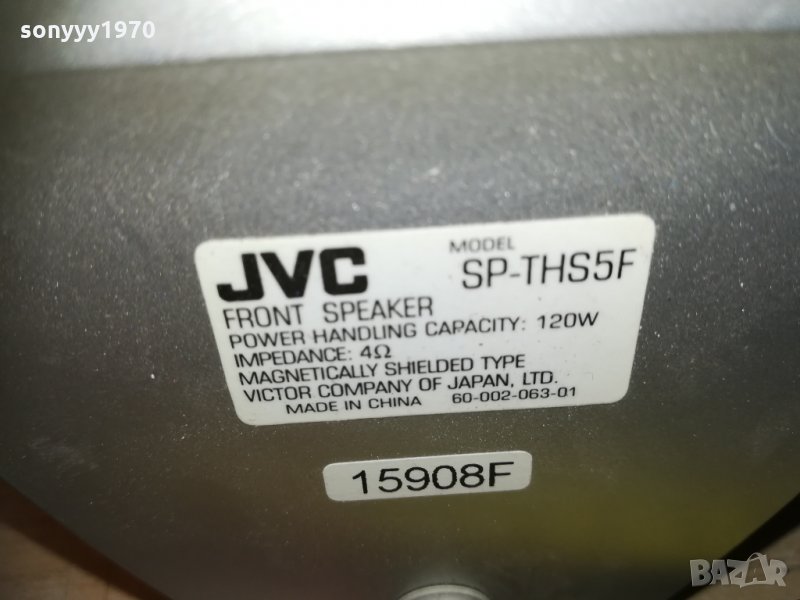 sonyyy1970
JVC
MODEL
SP-THS5F
FRONT SPEAKER
POWER HANDLING CAPACITY: 120W
IMPEDANCE: 4Ω
MAGNETICALLY SHIELDED TYPE
VICTOR COMPANY OF JAPAN, LTD.
MADE IN CHINA 60-002-063-01
15908F
BAZAR